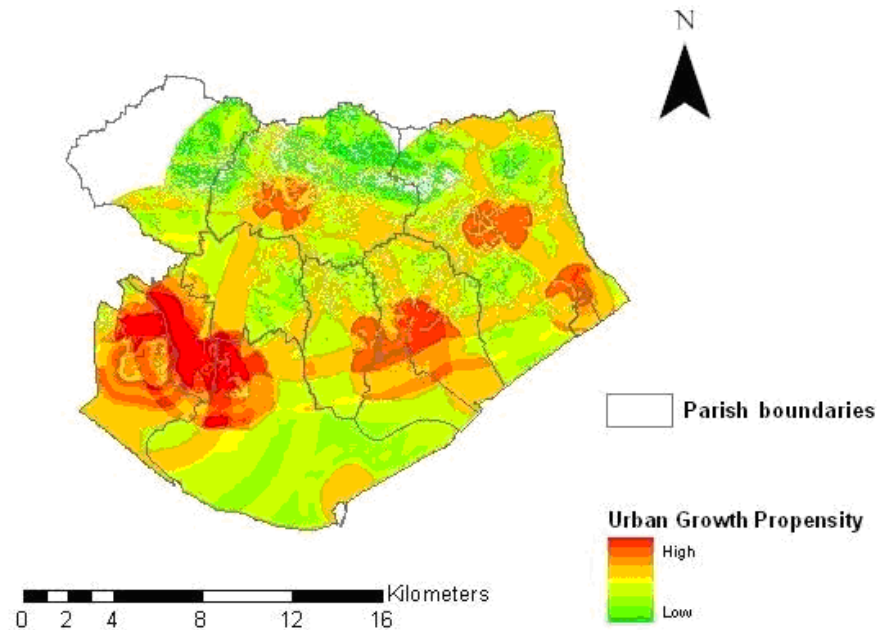 N
Parish boundaries
Urban Growth Propensity
High
Low
Kilometers
0 2 4 8 12 16